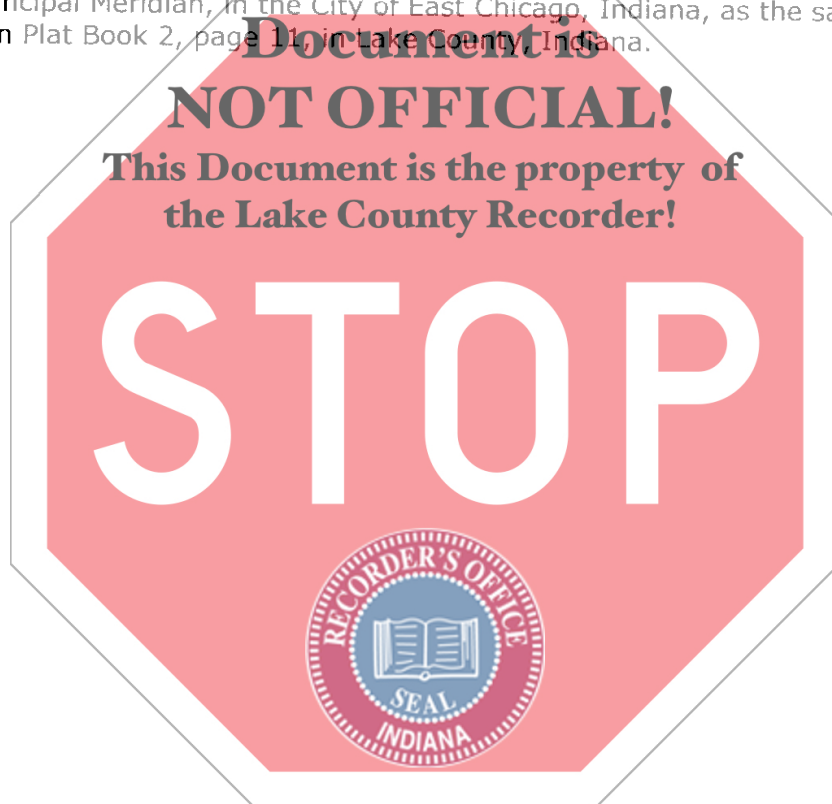 ncipal Meridian, in the City of East Chicago, Indiana, as the sa
n Plat Book 2, page 11, in Lake County, Indiana.
Document is
NOT OFFICIAL!
This Document is the property of
the Lake County Recorder!
STOP
RECORDER'S OFFICE
SEAL
INDIANA